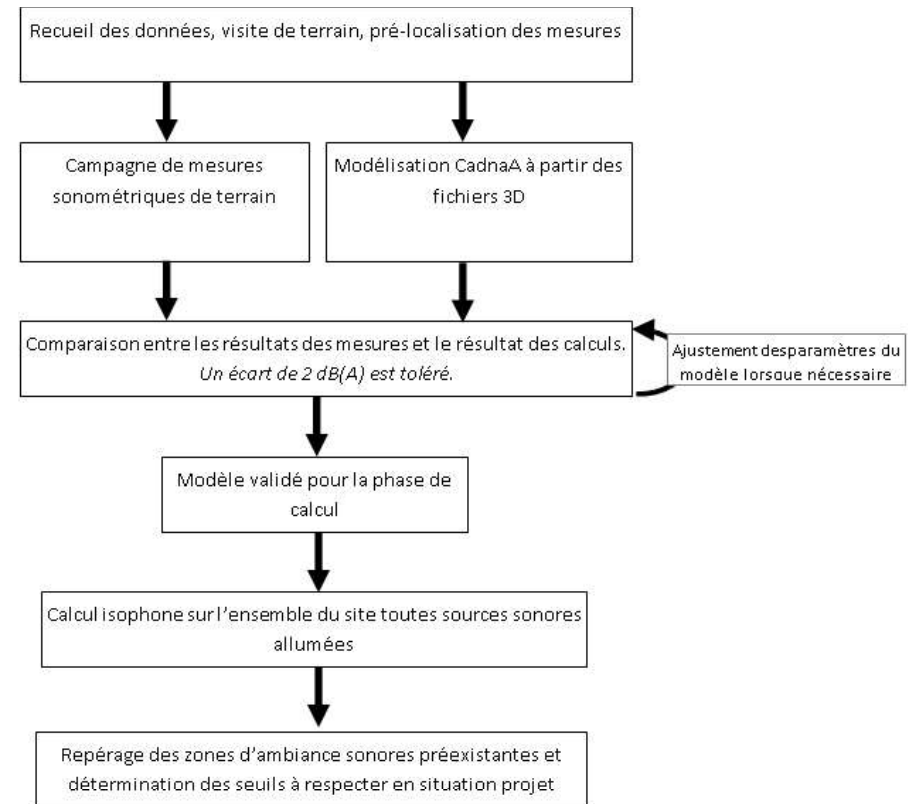 Recueil des données, visite de terrain, pré-localisation des mesures
Campagne de mesures
sonométriques de terrain
Modélisation CadnaA à partir des
fichiers 3D
Comparaison entre les résultats des mesures et le résultat des calculs.
Un écart de 2 dB(A) est toléré.
Ajustement desparamètres du
modèle lorsque nécessaire
Modèle validé pour la phase de
calcul
Calcul isophone sur l'ensemble du site toutes sources sonores
allumées
Repérage des zones d'ambiance sonores préexistantes et
détermination des seuils à respecter en situation projet